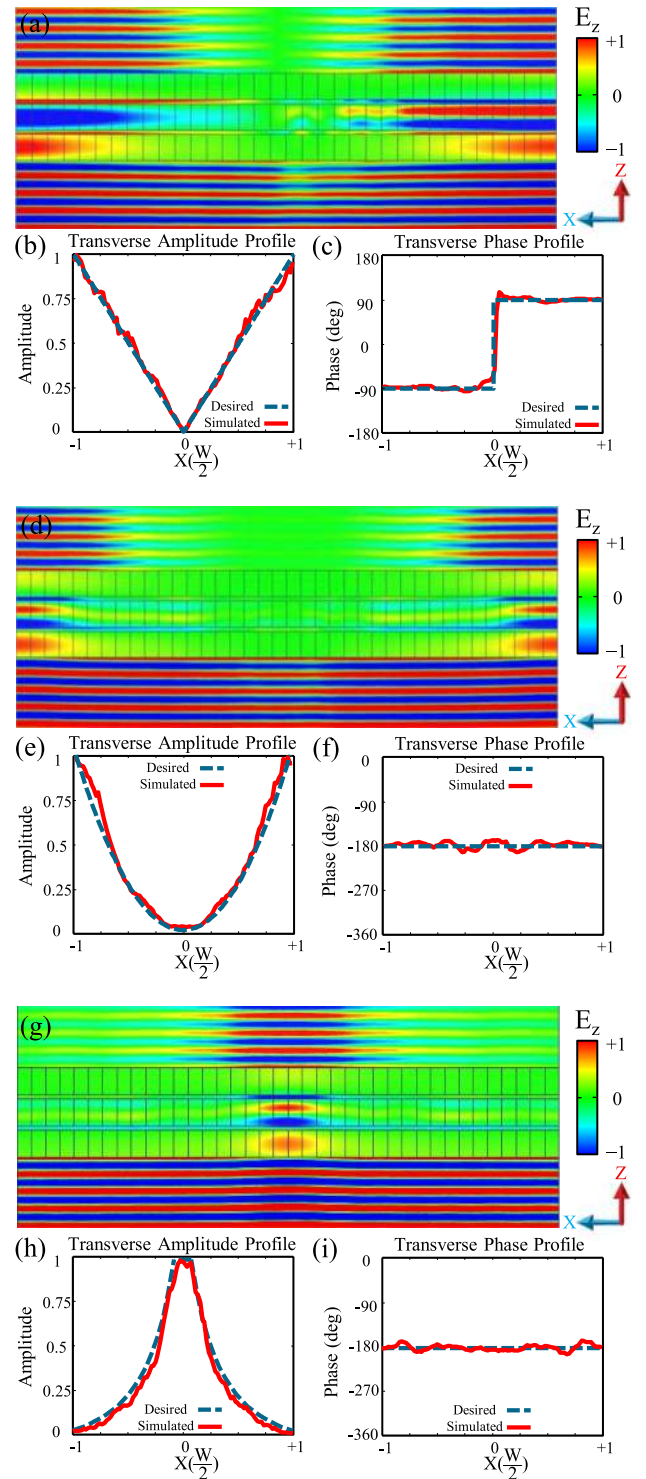 (a)
E_z
+1
0
−1
Z
X
(b)
Transverse Amplitude Profile
1
0.75
0.5
0.25
0
Amplitude
Desired
Simulated
-1
0
+1
X(W/2)
(c)
Transverse Phase Profile
180
90
0
-90
-180
Phase (deg)
Desired
Simulated
-1
0
+1
X(W/2)
(d)
E_z
+1
0
−1
Z
X
(e)
Transverse Amplitude Profile
1
0.75
0.5
0.25
0
Amplitude
Desired
Simulated
-1
0
+1
X(W/2)
(f)
Transverse Phase Profile
0
-90
-180
-270
-360
Phase (deg)
Desired
Simulated
-1
0
+1
X(W/2)
(g)
E_z
+1
0
−1
Z
X
(h)
Transverse Amplitude Profile
1
0.75
0.5
0.25
0
Amplitude
Desired
Simulated
-1
0
+1
X(W/2)
(i)
Transverse Phase Profile
0
-90
-180
-270
-360
Phase (deg)
Desired
Simulated
-1
0
+1
X(W/2)